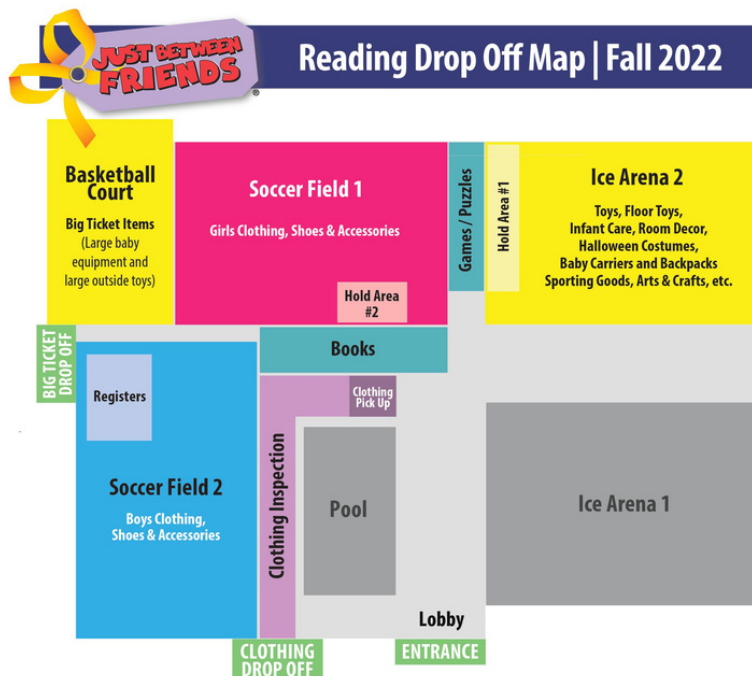 JUST BETWEEN
FRIENDS®
Reading Drop Off Map | Fall 2022
Basketball
Court
Big Ticket Items
(Large baby
equipment and
large outside toys)
Soccer Field 1
Girls Clothing, Shoes & Accessories
Hold Area
#2
Games / Puzzles
Hold Area #1
Ice Arena 2
Toys, Floor Toys,
Infant Care, Room Decor,
Halloween Costumes,
Baby Carriers and Backpacks
Sporting Goods, Arts & Crafts, etc.
BIG TICKET
DROP OFF
Registers
Soccer Field 2
Boys Clothing,
Shoes & Accessories
Books
Clothing
Pick Up
Clothing Inspection
Pool
Ice Arena 1
Lobby
CLOTHING
DROP OFF
ENTRANCE